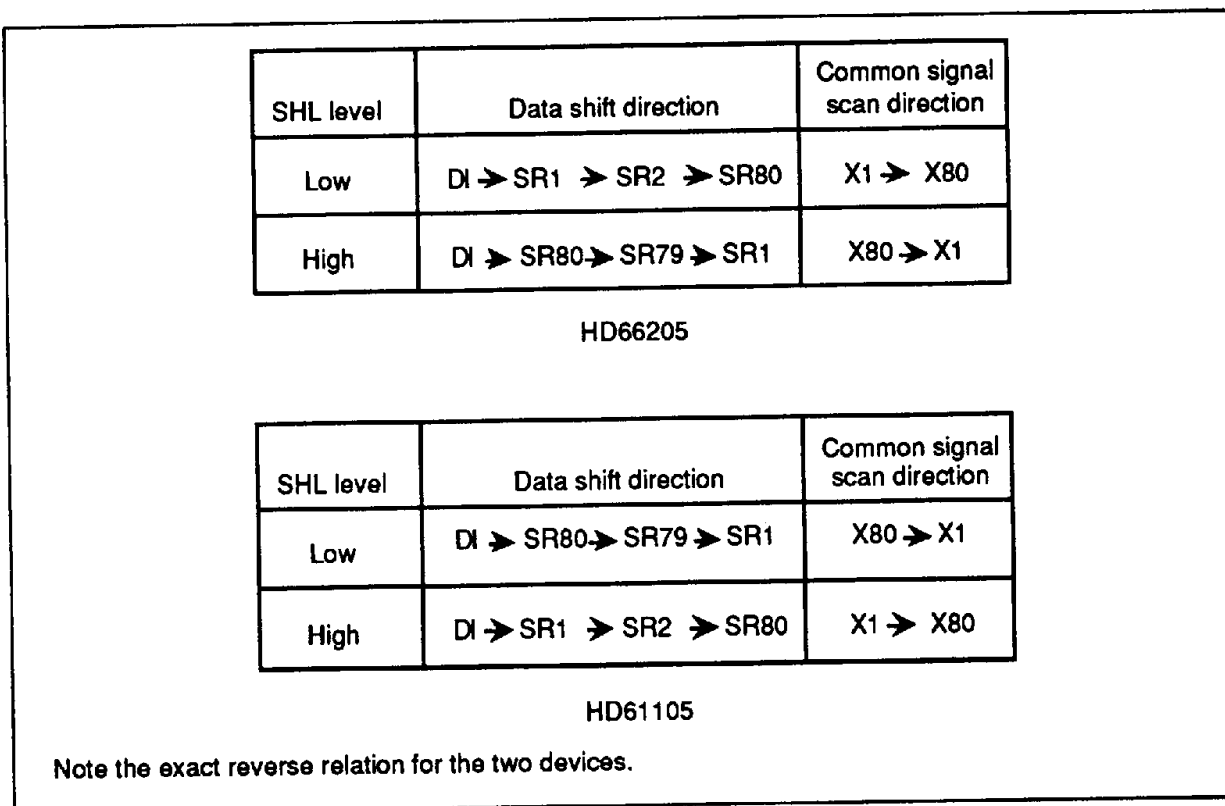 SHL level | Data shift direction | Common signal scan direction
Low | DI → SR1 → SR2 → SR80 | X1 → X80
High | DI → SR80 → SR79 → SR1 | X80 → X1
HD66205
SHL level | Data shift direction | Common signal scan direction
Low | DI → SR80 → SR79 → SR1 | X80 → X1
High | DI → SR1 → SR2 → SR80 | X1 → X80
HD61105
Note the exact reverse relation for the two devices.